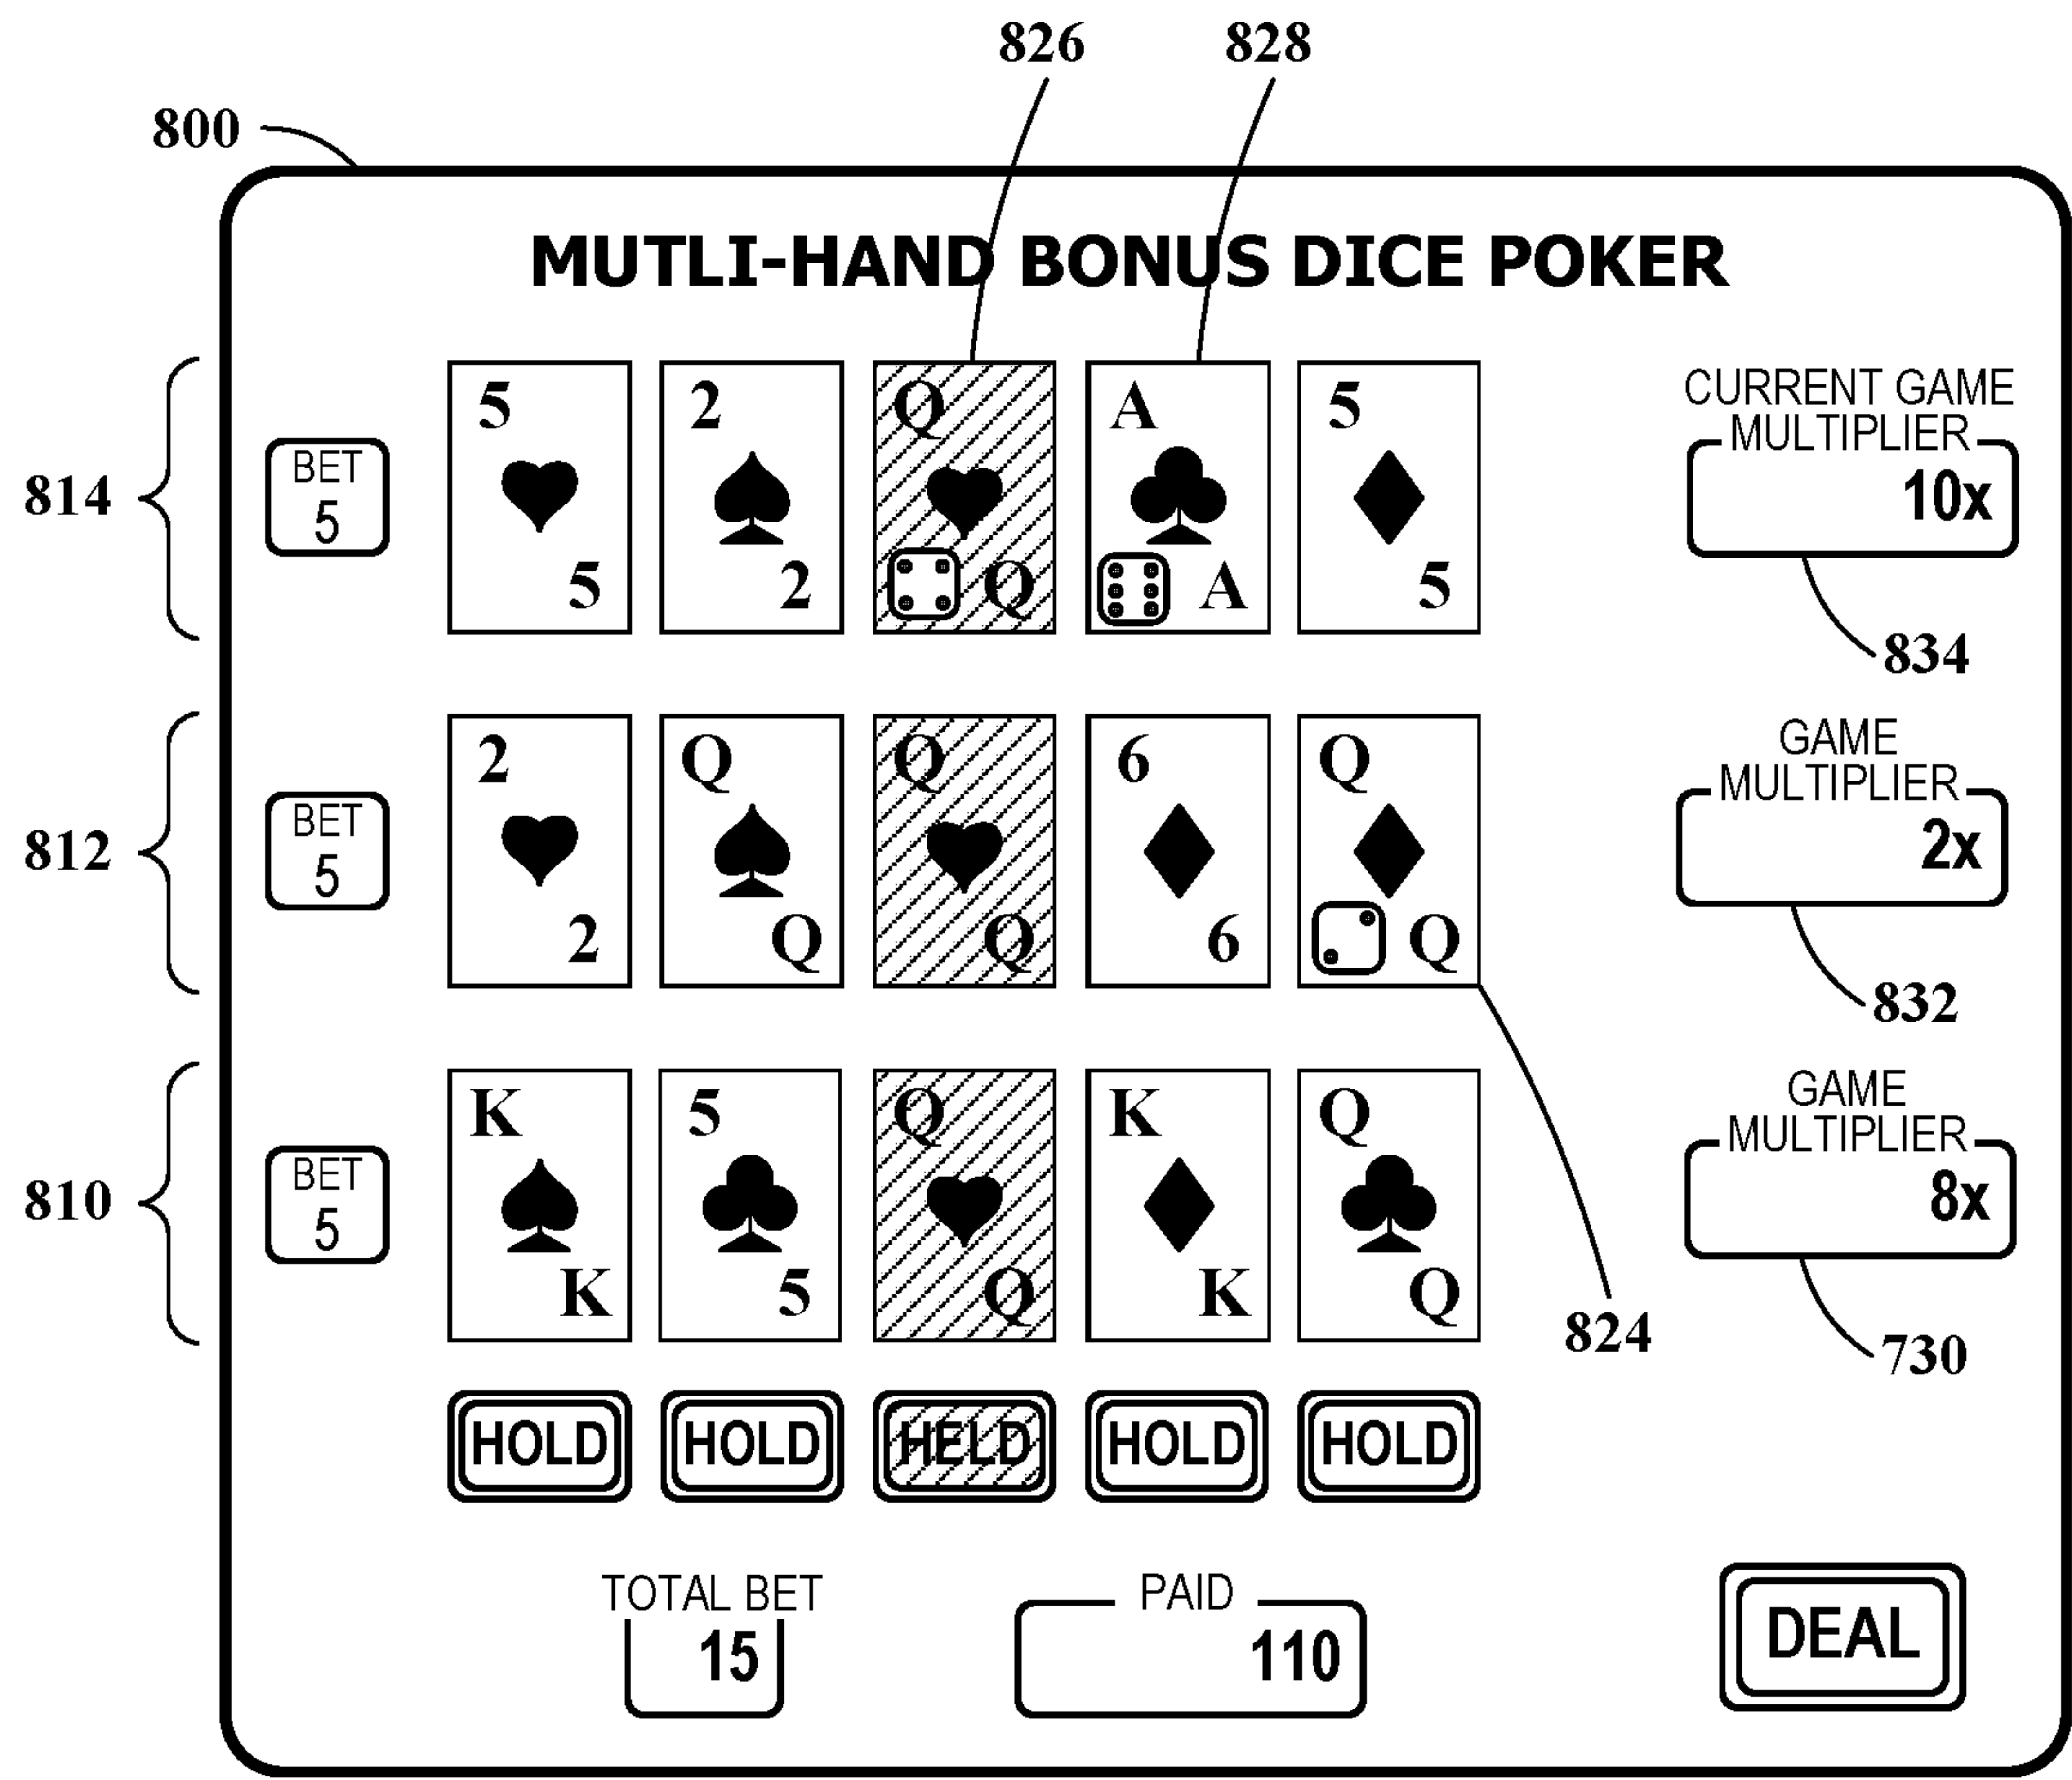 826 828
800
MUTLI-HAND BONUS DICE POKER
814
BET
5
5 2 Q A 5
5 2 Q A 5
CURRENT GAME
MULTIPLIER
10x
834
812
BET
5
2 Q Q 6 Q
2 Q Q 6 Q
GAME
MULTIPLIER
2x
832
810
BET
5
K 5 Q K Q
K 5 Q K Q
GAME
MULTIPLIER
8x
824
730
HOLD HOLD HELD HOLD HOLD
TOTAL BET
15
PAID
110
DEAL